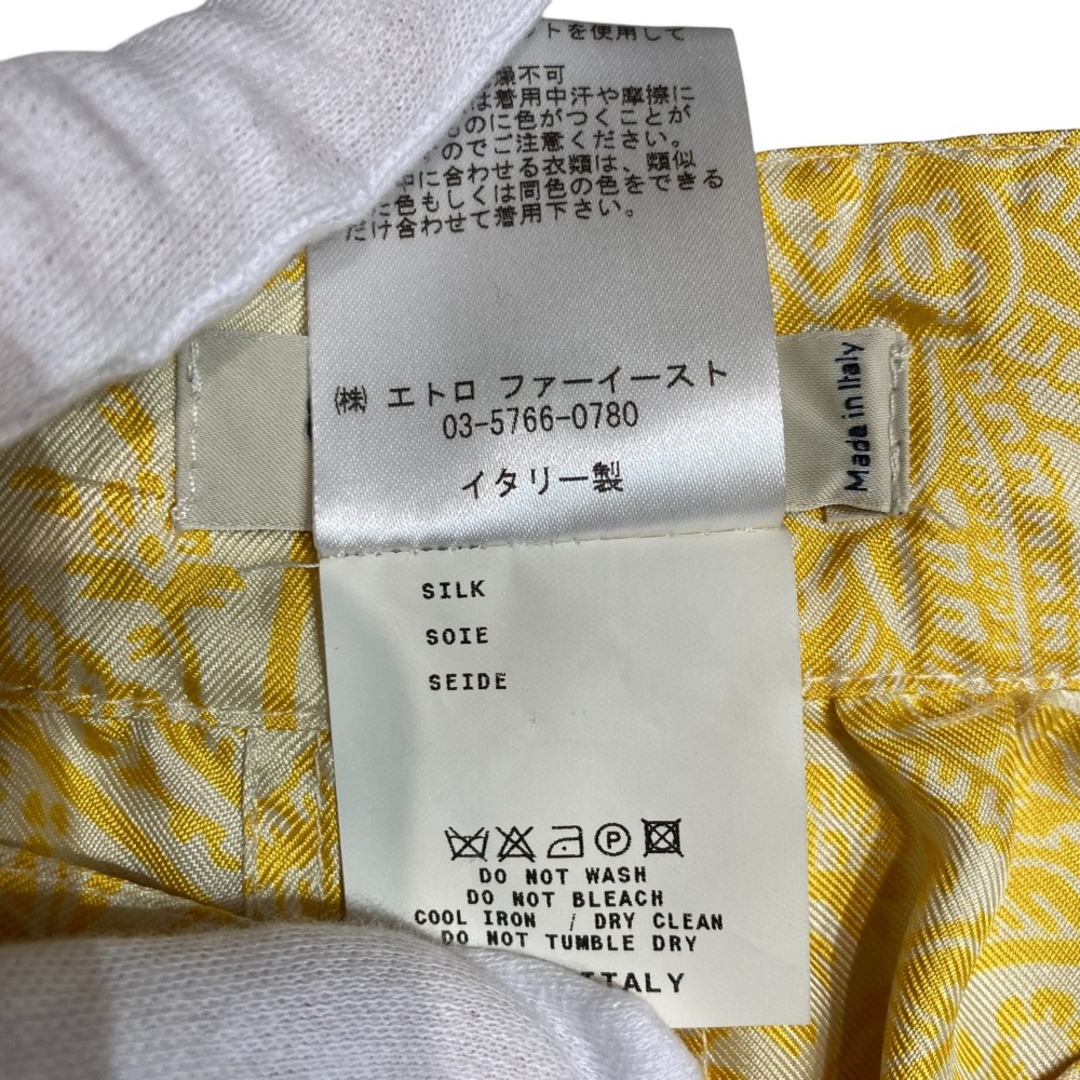 トを使用して
燥不可
は着用中汗や摩擦に
ものに色がつくことが
のでご注意ください。
に合わせる衣類は、類似
た色もしくは同色の色をできる
だけ合わせて着用下さい。
㈱ エトロ ファーイースト
03-5766-0780
イタリー製
Made in Italy
SILK
SOIE
SEIDE
P
DO NOT WASH
DO NOT BLEACH
COOL IRON / DRY CLEAN
DO NOT TUMBLE DRY
ITALY